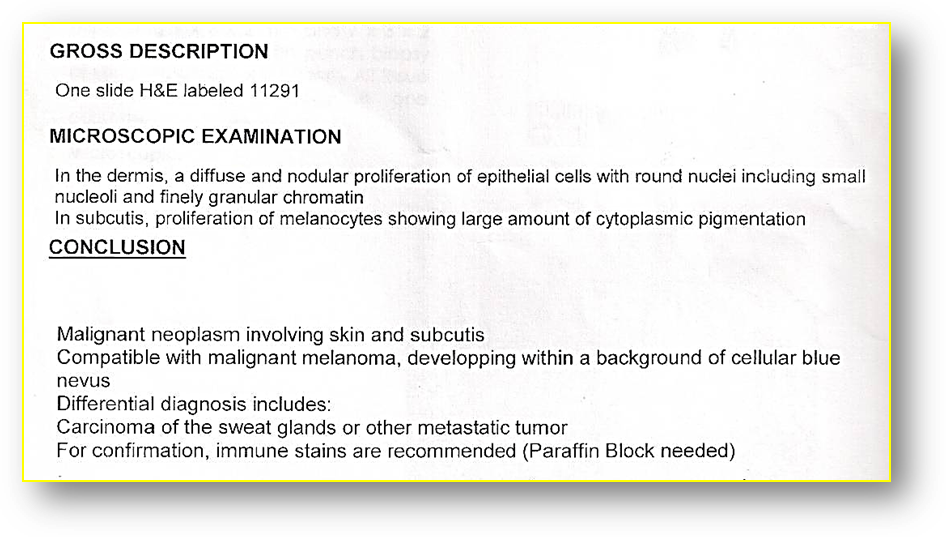 GROSS DESCRIPTION
One slide H&E labeled 11291
MICROSCOPIC EXAMINATION
In the dermis, a diffuse and nodular proliferation of epithelial cells with round nuclei including small
nucleoli and finely granular chromatin
In subcutis, proliferation of melanocytes showing large amount of cytoplasmic pigmentation
CONCLUSION
Malignant neoplasm involving skin and subcutis
Compatible with malignant melanoma, developping within a background of cellular blue
nevus
Differential diagnosis includes:
Carcinoma of the sweat glands or other metastatic tumor
For confirmation, immune stains are recommended (Paraffin Block needed)